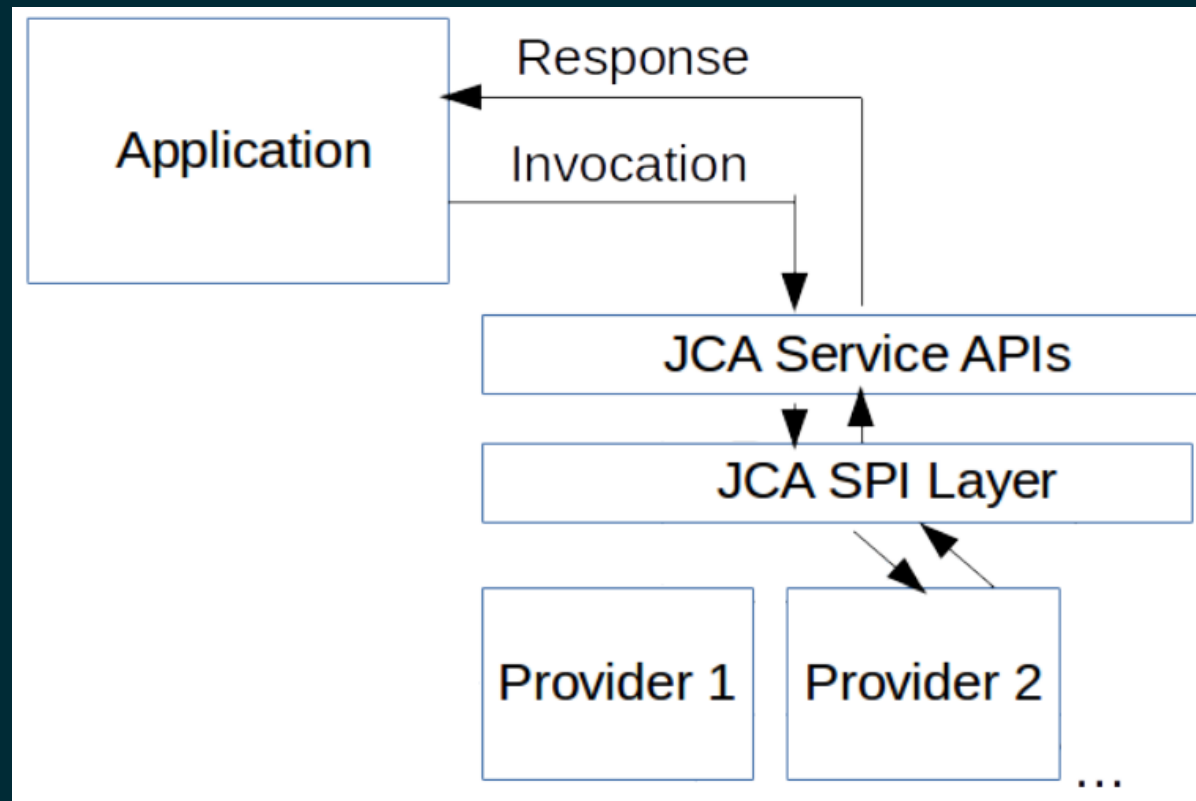 Response
Application
Invocation
JCA Service APIs
JCA SPI Layer
Provider 1
Provider 2
...